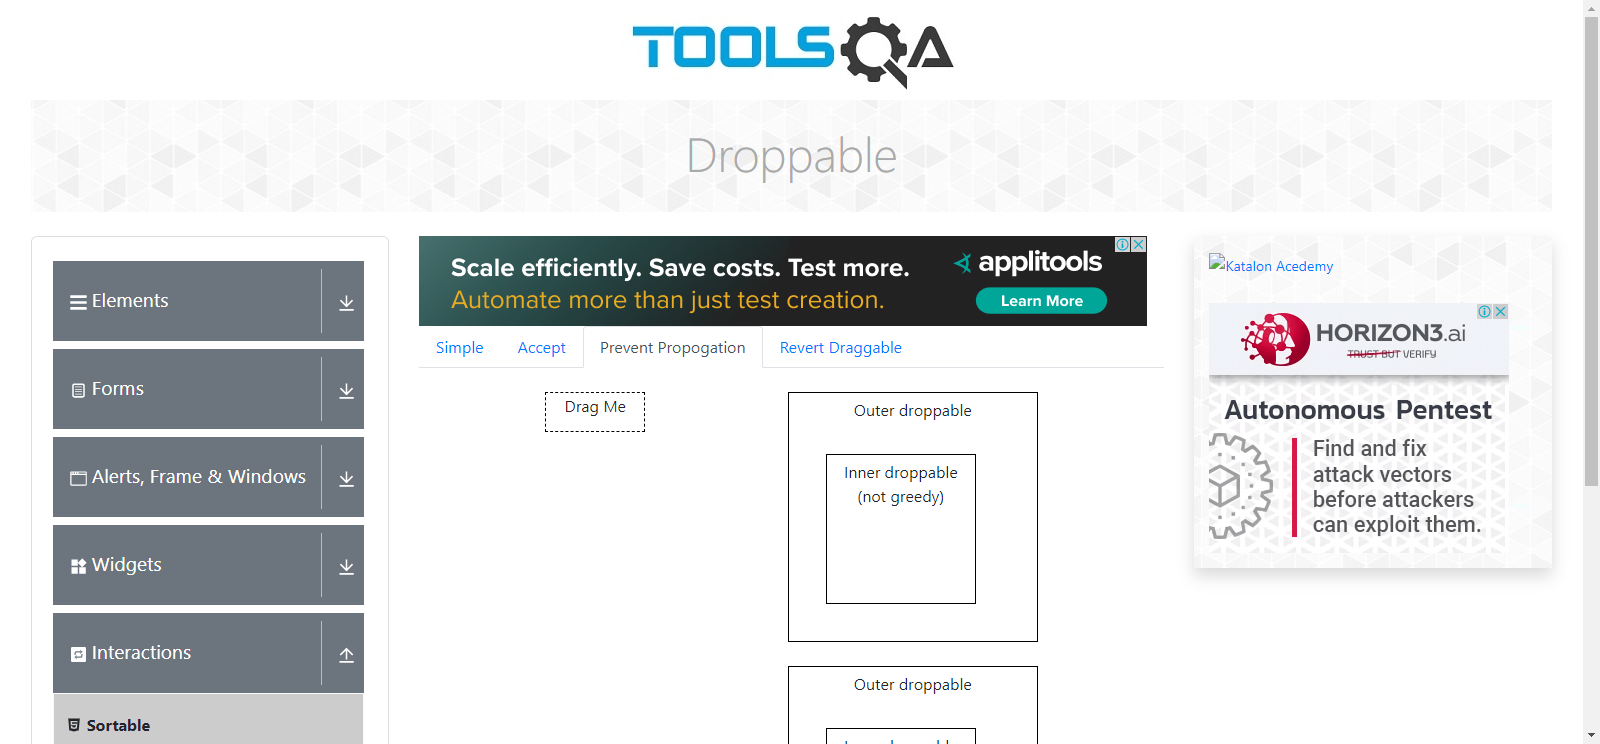 TOOLSQA
Droppable
Elements
Forms
Alerts, Frame & Windows
Widgets
Interactions
Sortable
Scale efficiently. Save costs. Test more.
Automate more than just test creation.
applitools
Learn More
Simple
Accept
Prevent Propogation
Revert Draggable
Drag Me
Outer droppable
Inner droppable
(not greedy)
Outer droppable
Katalon Acedemy
HORIZON3.ai
TRUST BUT VERIFY
Autonomous Pentest
Find and fix
attack vectors
before attackers
can exploit them.